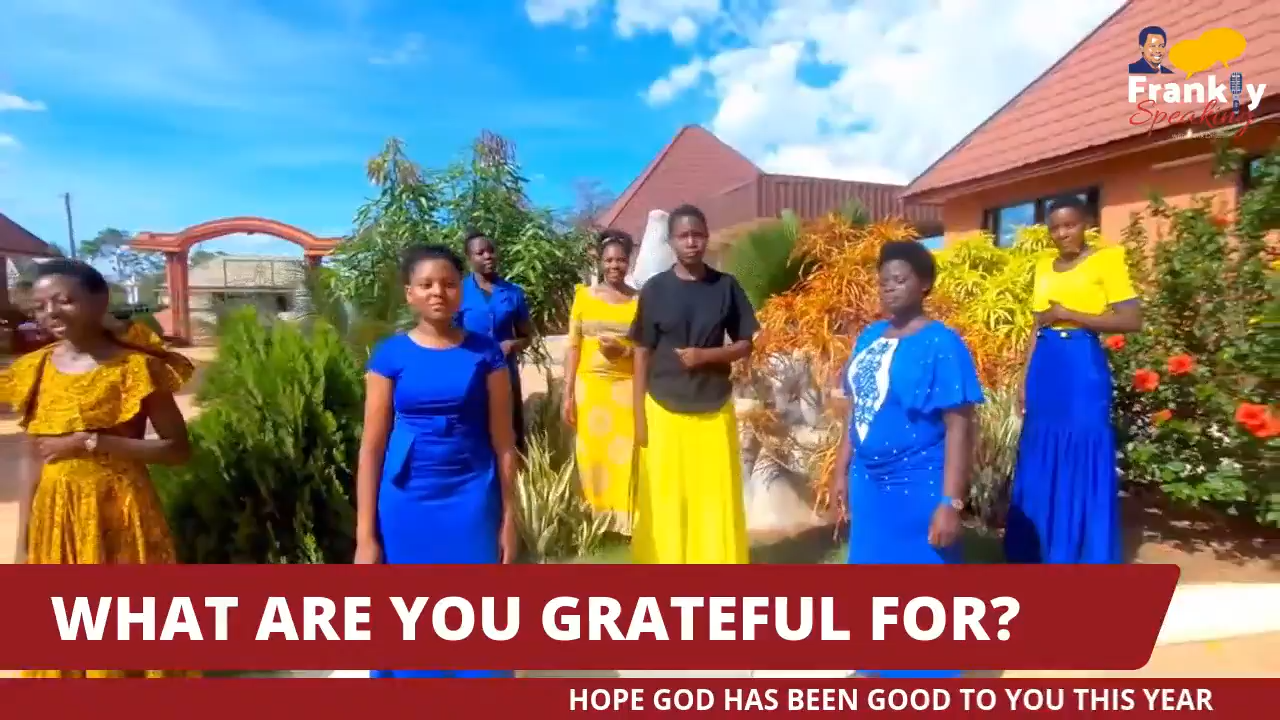 Frankly
Speaking
WHAT ARE YOU GRATEFUL FOR?
HOPE GOD HAS BEEN GOOD TO YOU THIS YEAR